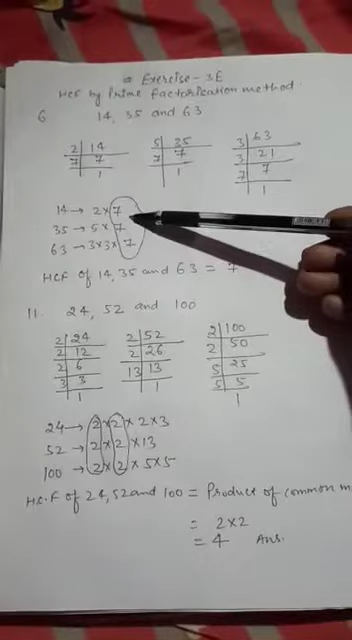 Exercise - 3E
HCF by Prime factorication method
6 14, 35 and 63
2 | 14
7 | 7
1
5 | 35
7 | 7
1
3 | 63
3 | 21
7 | 7
1
14 → 2 × 7
35 → 5 × 7
63 → 3×3× 7
HCF of 14, 35 and 63 = 7
11. 24, 52 and 100
2 | 24
2 | 12
2 | 6
3 | 3
1
2 | 52
2 | 26
13 | 13
1
2 | 100
2 | 50
5 | 25
5 | 5
1
24 → 2 × 2 × 2 × 3
52 → 2 × 2 × 13
100 → 2 × 2 × 5 × 5
H.C.F of 24, 52 and 100 = Product of common
= 2 × 2
= 4 Ans.